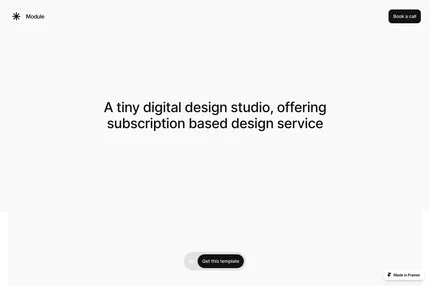 Module
Book a call
A tiny digital design studio, offering
subscription based design service
Get this template
Made in Framer